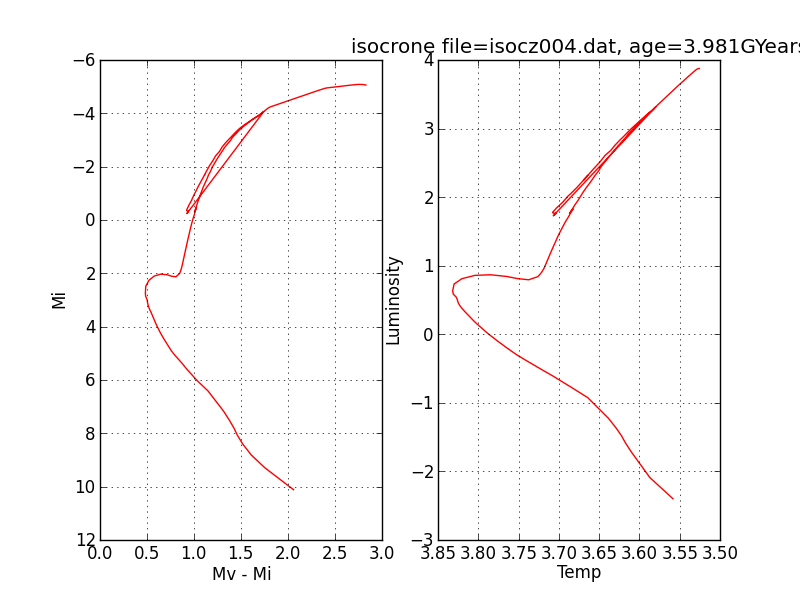 isocrone file=isocz004.dat, age=3.981GYears
−6
−4
−2
0
2
4
6
8
10
12
Mi
0.0 0.5 1.0 1.5 2.0 2.5 3.0
Mv - Mi
4
3
2
1
0
−1
−2
−3
Luminosity
3.85 3.80 3.75 3.70 3.65 3.60 3.55 3.50
Temp